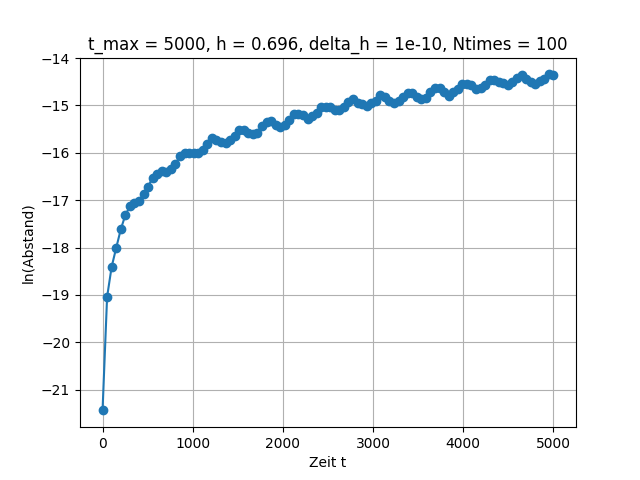 t_max = 5000, h = 0.696, delta_h = 1e-10, Ntimes = 100
−14
−15
−16
−17
−18
−19
−20
−21
ln(Abstand)
0 1000 2000 3000 4000 5000
Zeit t